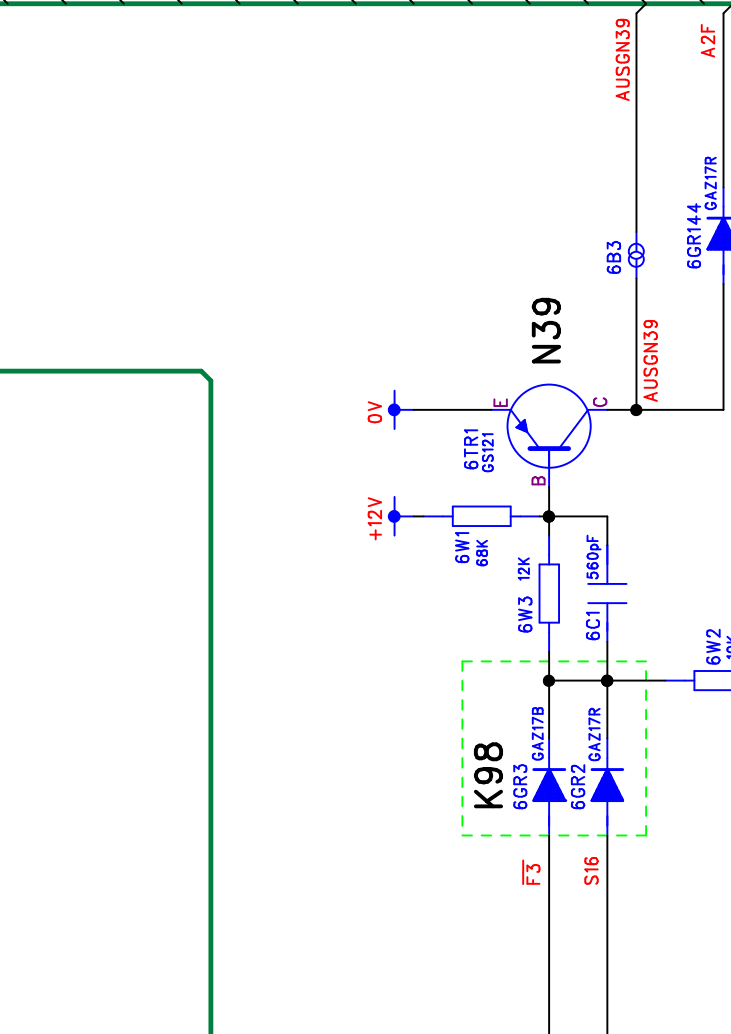 AUSGN39
A2F
GAZ17R
6GR144
6B3
N39
AUSGN39
0V
E
C
6TR1
GS121
B
+12V
6W1
68K
12K
6W3
560pF
6C1
6W2
K98
GAZ17B
6GR3
GAZ17R
6GR2
F3
S16